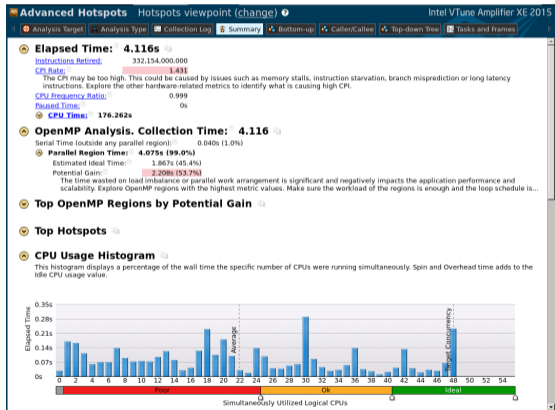 Advanced Hotspots Hotspots viewpoint (change) Intel VTune Amplifier XE 2015
Analysis Target Analysis Type Collection Log Summary Bottom-up Caller/Callee Top-down Tree Tasks and Frames
Elapsed Time: 4.116s
Instructions Retired: 332,154,000,000
CPI Rate: 1.431
The CPI may be too high. This could be caused by issues such as memory stalls, instruction starvation, branch misprediction or long latency
instructions. Explore the other hardware-related metrics to identify what is causing high CPI.
CPU Frequency Ratio: 0.999
Paused Time: 0s
CPU Time: 176.262s
OpenMP Analysis. Collection Time: 4.116
Serial Time (outside any parallel region): 0.040s (1.0%)
Parallel Region Time: 4.075s (99.0%)
Estimated Ideal Time: 1.867s (45.4%)
Potential Gain: 2.208s (53.7%)
The time wasted on load imbalance or parallel work arrangement is significant and negatively impacts the application performance and
scalability. Explore OpenMP regions with the highest metric values. Make sure the workload of the regions is enough and the loop schedule is...
Top OpenMP Regions by Potential Gain
Top Hotspots
CPU Usage Histogram
This histogram displays a percentage of the wall time the specific number of CPUs were running simultaneously. Spin and Overhead time adds to the
Idle CPU usage value.
Elapsed Time
0.35s
0.28s
0.21s
0.14s
0.07s
0s
Average
Target Concurrency
0 2 4 6 8 10 12 14 16 18 20 22 24 26 28 30 32 34 36 38 40 42 44 46 48 50 52 54
Poor Ok Ideal
Simultaneously Utilized Logical CPUs